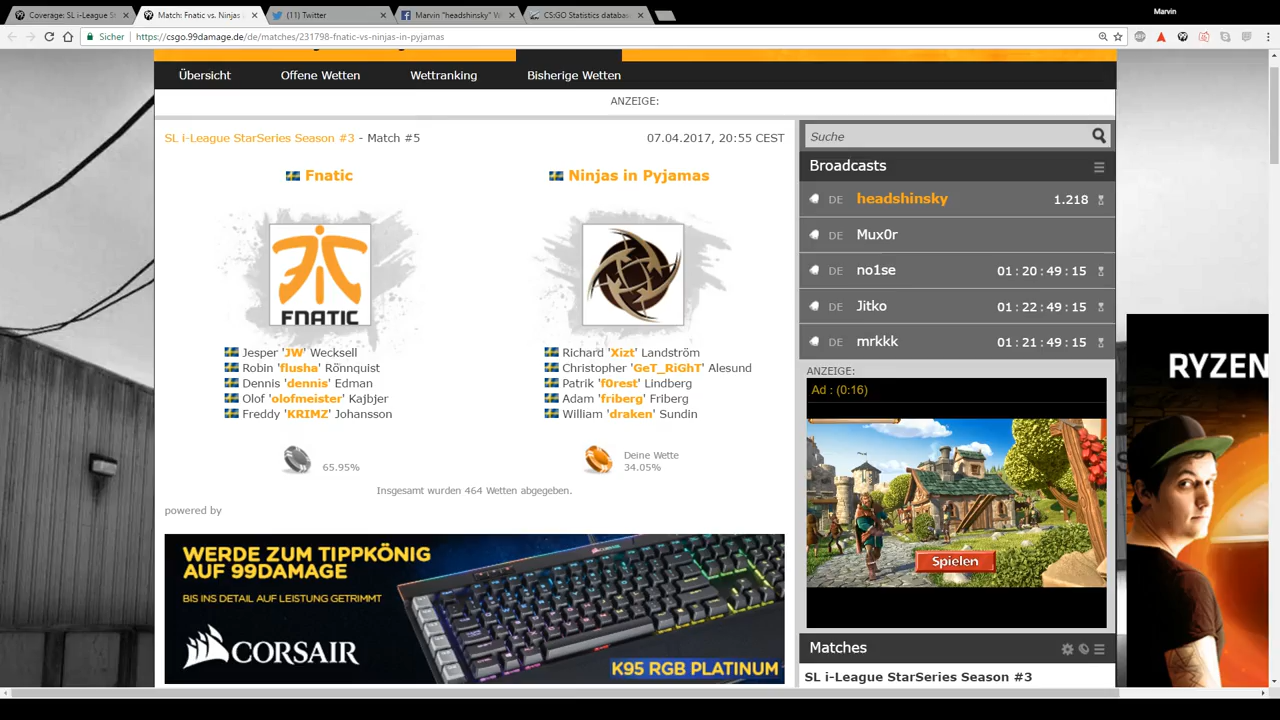 Coverage: SL i-League St
Match: Fnatic vs. Ninjas
(11) Twitter
Marvin "headshinsky" W
CS:GO Statistics databas
Marvin
Sicher
https://csgo.99damage.de/de/matches/231798-fnatic-vs-ninjas-in-pyjamas
Übersicht
Offene Wetten
Wettranking
Bisherige Wetten
ANZEIGE:
SL i-League StarSeries Season #3 - Match #5
07.04.2017, 20:55 CEST
Fnatic
Ninjas in Pyjamas
FNATIC
Jesper 'JW' Wecksell
Robin 'flusha' Rönnquist
Dennis 'dennis' Edman
Olof 'olofmeister' Kajbjer
Freddy 'KRIMZ' Johansson
Richard 'Xizt' Landström
Christopher 'GeT_RiGhT' Alesund
Patrik 'f0rest' Lindberg
Adam 'friberg' Friberg
William 'draken' Sundin
65.95%
Deine Wette
34.05%
Insgesamt wurden 464 Wetten abgegeben.
powered by
WERDE ZUM TIPPKÖNIG
AUF 99DAMAGE
BIS INS DETAIL AUF LEISTUNG GETRIMMT
CORSAIR
K95 RGB PLATINUM
Suche
Broadcasts
DE headshinsky 1.218
DE Mux0r
DE no1se 01:20:49:15
DE Jitko 01:22:49:15
DE mrkkk 01:21:49:15
ANZEIGE:
Ad : (0:16)
Spielen
Matches
SL i-League StarSeries Season #3
RYZEN